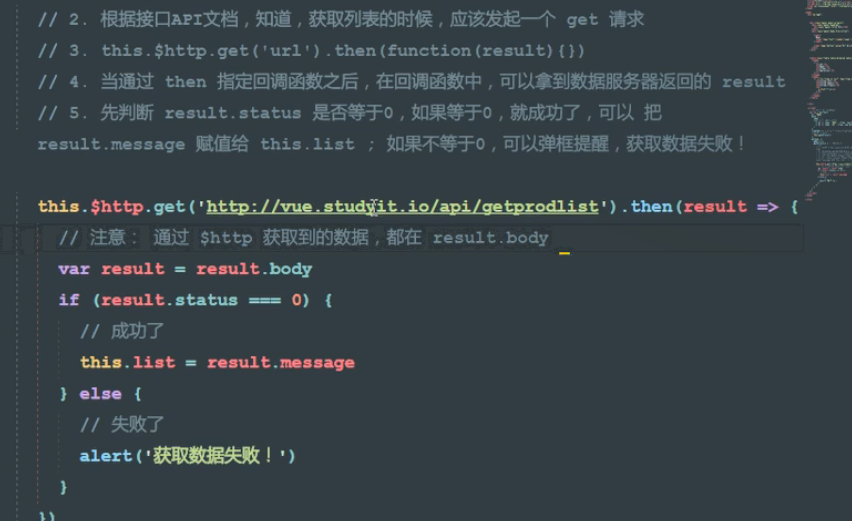 // 2. 根据接口API文档，知道，获取列表的时候，应该发起一个 get 请求
// 3. this.$http.get('url').then(function(result){})
// 4. 当通过 then 指定回调函数之后，在回调函数中，可以拿到数据服务器返回的 result
// 5. 先判断 result.status 是否等于0，如果等于0，就成功了，可以 把
result.message 赋值给 this.list ; 如果不等于0，可以弹框提醒，获取数据失败！
this.$http.get('http://vue.studyit.io/api/getprodlist').then(result => {
// 注意： 通过 $http 获取到的数据，都在 result.body
var result = result.body
if (result.status === 0) {
// 成功了
this.list = result.message
} else {
// 失败了
alert('获取数据失败！')
}
})